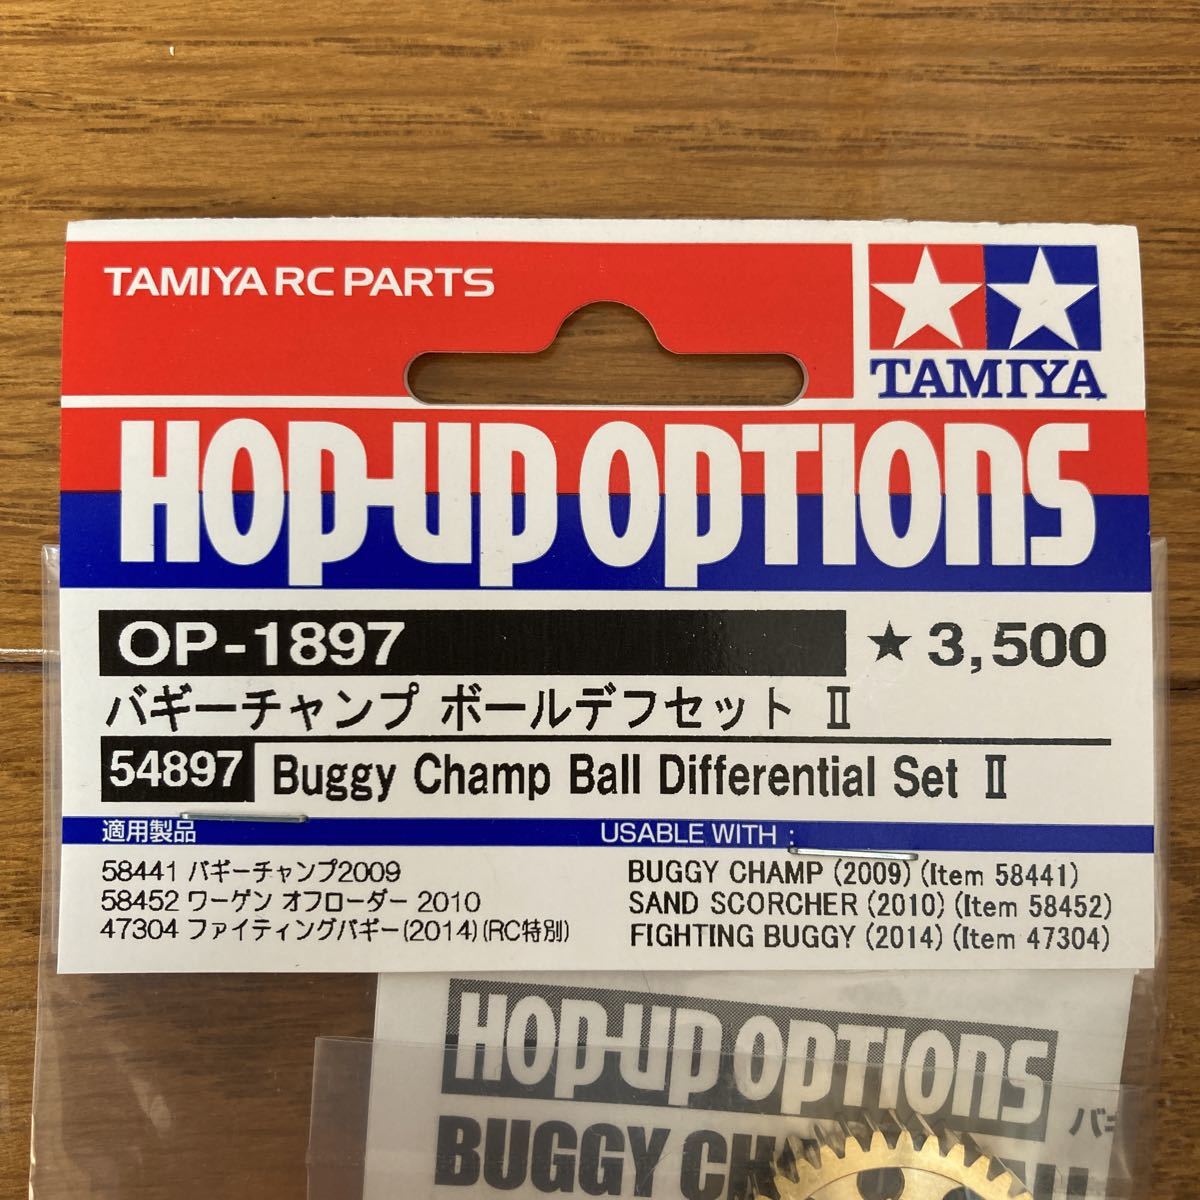 TAMIYA RC PARTS
TAMIYA
HOP-UP OPTIONS
OP-1897
★ 3,500
バギーチャンプ ボールデフセット Ⅱ
54897 Buggy Champ Ball Differential Set Ⅱ
適用製品
USABLE WITH :
58441 バギーチャンプ2009
BUGGY CHAMP (2009) (Item 58441)
58452 ワーゲン オフローダー 2010
SAND SCORCHER (2010) (Item 58452)
47304 ファイティングバギー(2014)(RC特別)
FIGHTING BUGGY (2014) (Item 47304)
HOP-UP OPTIONS
BUGGY